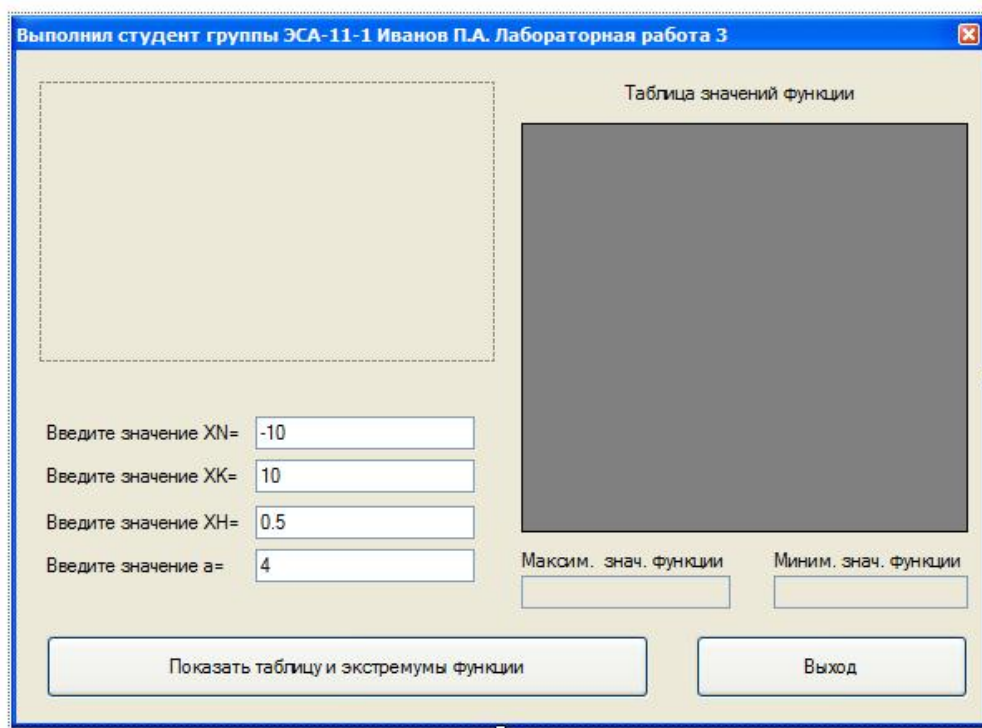 Выполнил студент группы ЭСА-11-1 Иванов П.А. Лабораторная работа 3
Таблица значений функции
Введите значение XN= -10
Введите значение XK= 10
Введите значение XH= 0.5
Введите значение a= 4
Максим. знач. функции
Миним. знач. функции
Показать таблицу и экстремумы функции
Выход